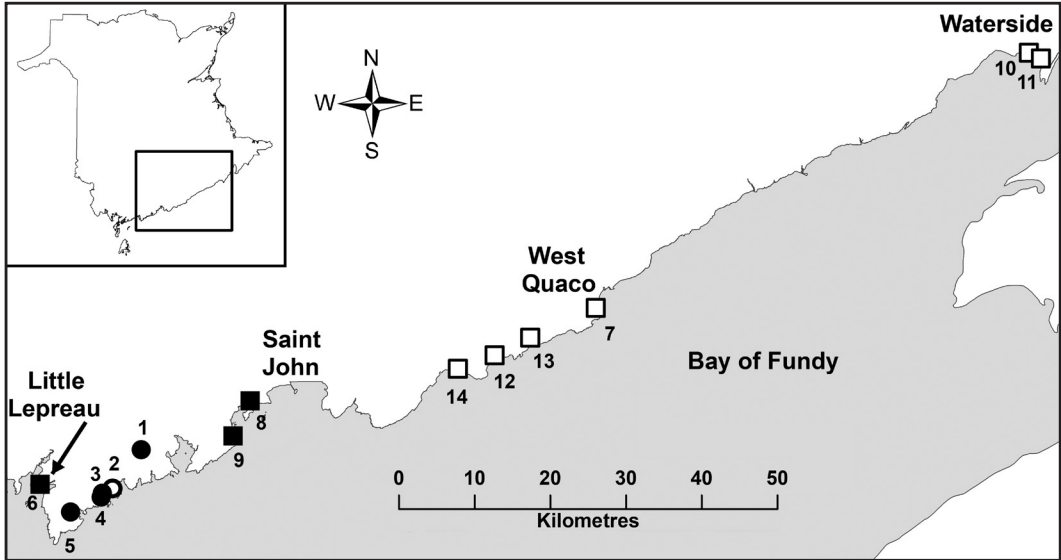 Waterside
10
11
N
W E
S
West
Quaco
7
13
12
14
Bay of Fundy
Saint
John
8
9
Little
Lepreau
1
2
3
4
5
6
0 10 20 30 40 50
Kilometres